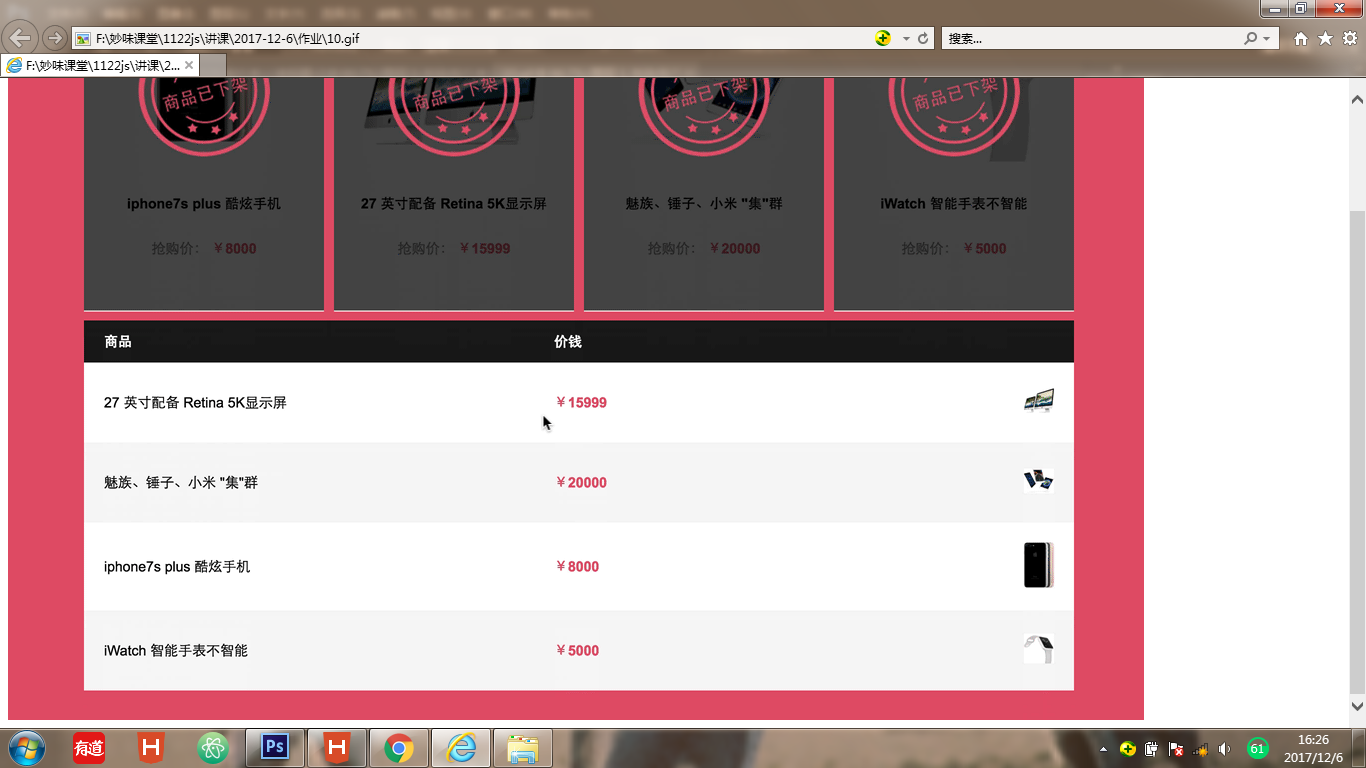 F:\妙味课堂\1122js\讲课\2017-12-6\作业\10.gif
搜索...
F:\妙味课堂\1122js\讲课\2...
商品已下架
商品已下架
商品已下架
商品已下架
iphone7s plus 酷炫手机
27 英寸配备 Retina 5K显示屏
魅族、锤子、小米 "集"群
iWatch 智能手表不智能
抢购价: ¥8000
抢购价: ¥15999
抢购价: ¥20000
抢购价: ¥5000
商品 价钱
27 英寸配备 Retina 5K显示屏 ¥15999
魅族、锤子、小米 "集"群 ¥20000
iphone7s plus 酷炫手机 ¥8000
iWatch 智能手表不智能 ¥5000
有道
H
Ps
H
61
16:26
2017/12/6